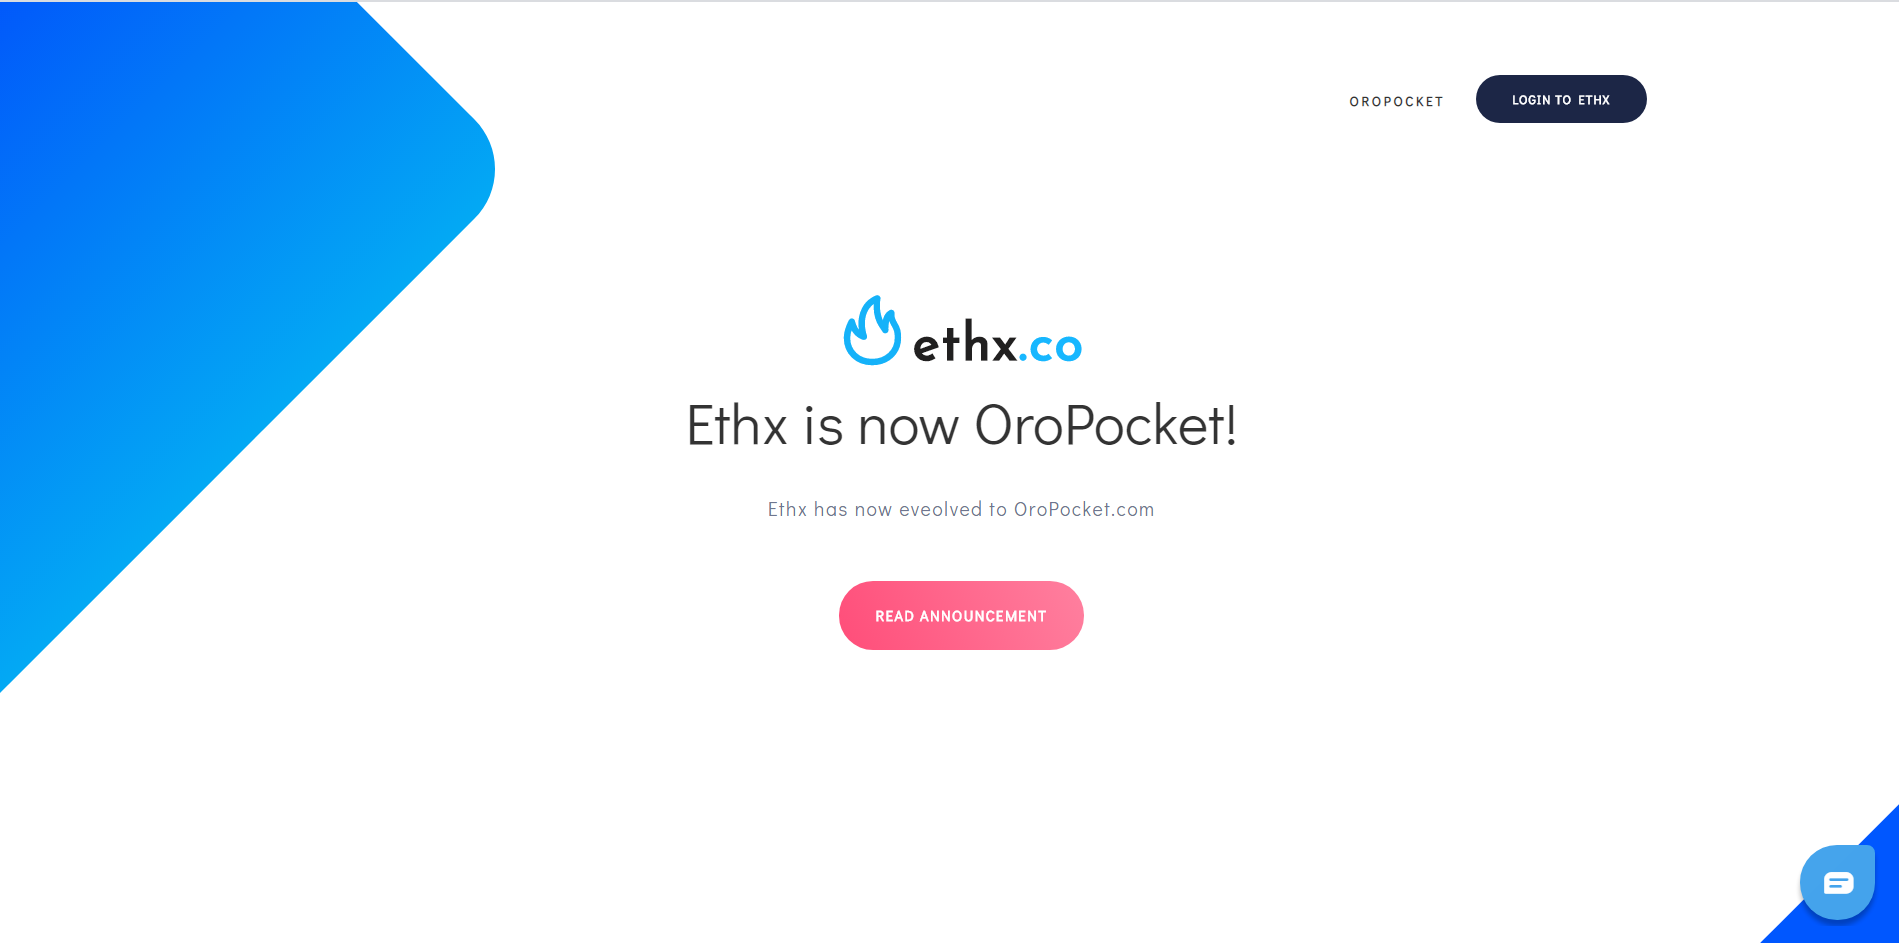 OROPOCKET
LOGIN TO ETHX
ethx.co
Ethx is now OroPocket!
Ethx has now eveolved to OroPocket.com
READ ANNOUNCEMENT